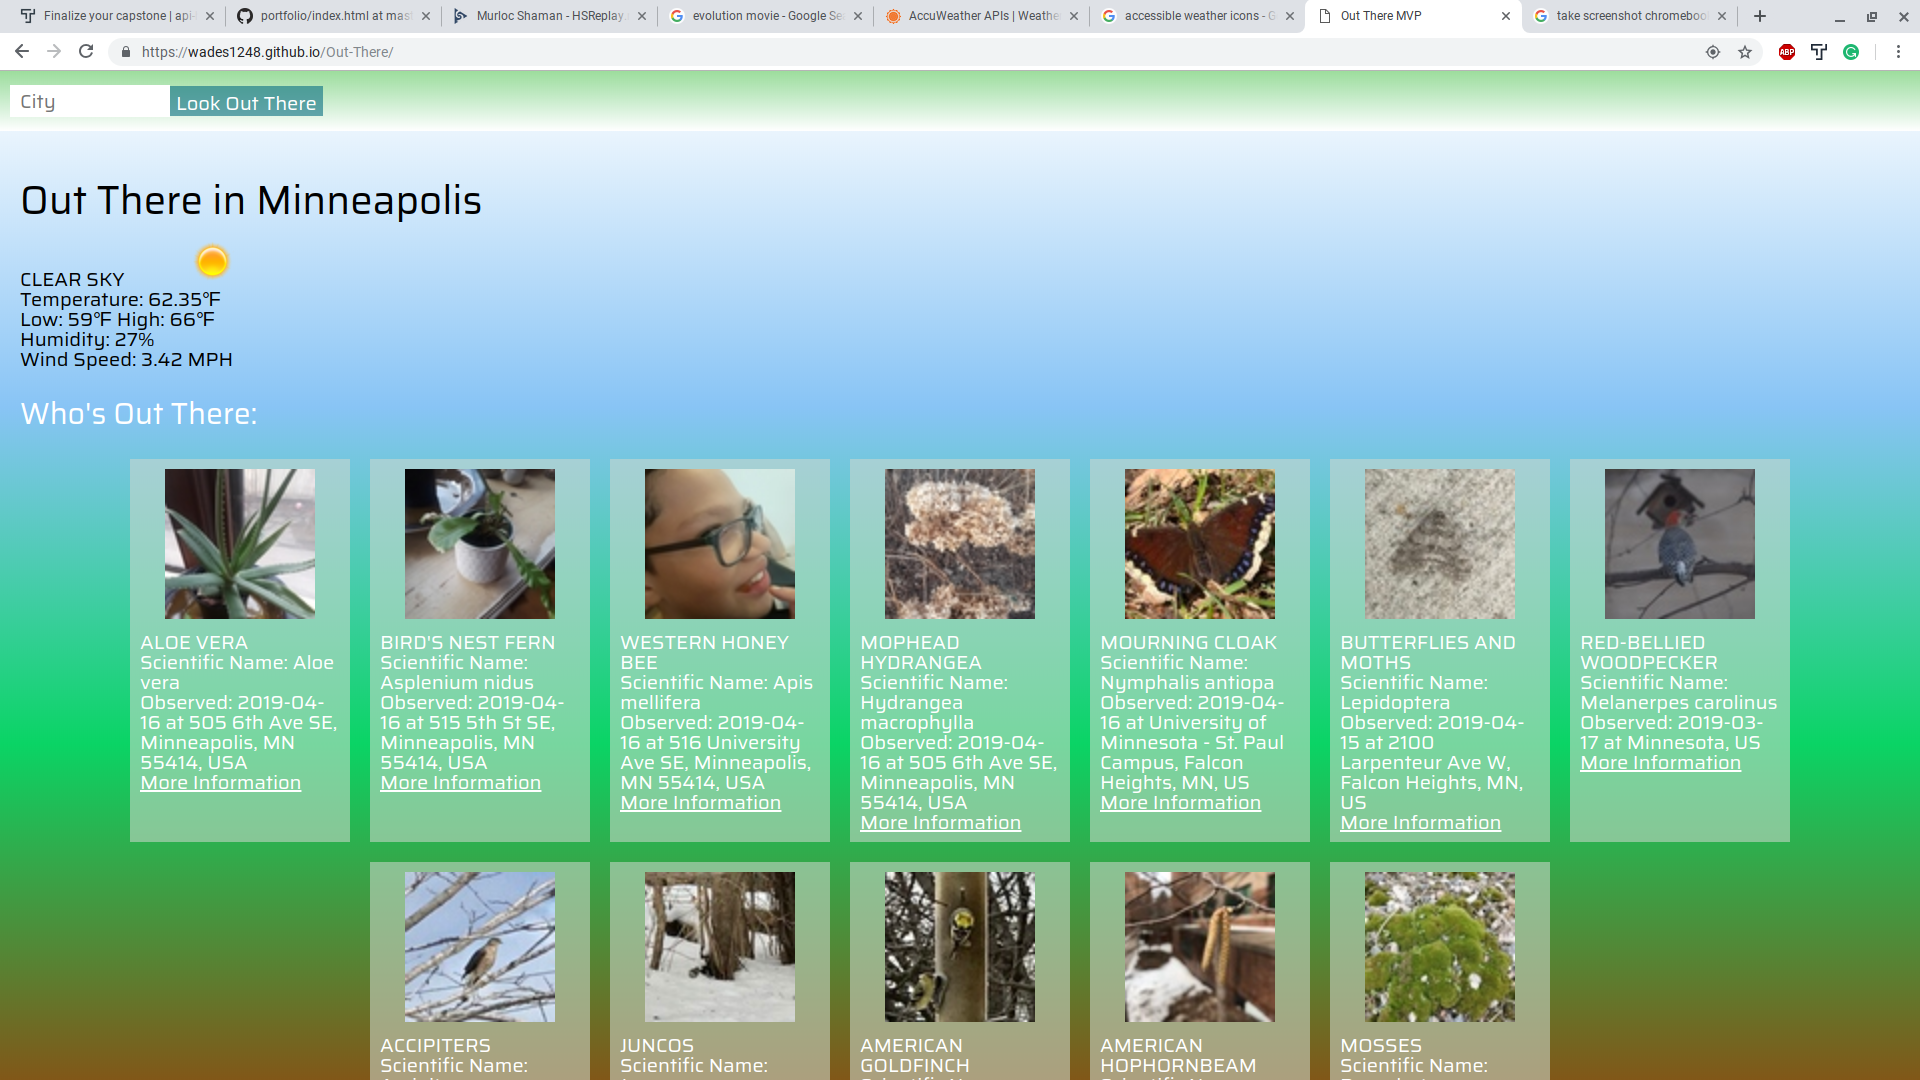 Finalize your capstone | api-
portfolio/index.html at mas
Murloc Shaman - HSReplay.
evolution movie - Google Se
AccuWeather APIs | Weathe
accessible weather icons - G
Out There MVP
take screenshot chromeboo
https://wades1248.github.io/Out-There/
ABP
City
Look Out There
Out There in Minneapolis
CLEAR SKY
Temperature: 62.35°F
Low: 59°F High: 66°F
Humidity: 27%
Wind Speed: 3.42 MPH
Who's Out There:
ALOE VERA
Scientific Name: Aloe
vera
Observed: 2019-04-
16 at 505 6th Ave SE,
Minneapolis, MN
55414, USA
More Information
BIRD'S NEST FERN
Scientific Name:
Asplenium nidus
Observed: 2019-04-
16 at 515 5th St SE,
Minneapolis, MN
55414, USA
More Information
WESTERN HONEY
BEE
Scientific Name: Apis
mellifera
Observed: 2019-04-
16 at 516 University
Ave SE, Minneapolis,
MN 55414, USA
More Information
MOPHEAD
HYDRANGEA
Scientific Name:
Hydrangea
macrophylla
Observed: 2019-04-
16 at 505 6th Ave SE,
Minneapolis, MN
55414, USA
More Information
MOURNING CLOAK
Scientific Name:
Nymphalis antiopa
Observed: 2019-04-
16 at University of
Minnesota - St. Paul
Campus, Falcon
Heights, MN, US
More Information
BUTTERFLIES AND
MOTHS
Scientific Name:
Lepidoptera
Observed: 2019-04-
15 at 2100
Larpenteur Ave W,
Falcon Heights, MN,
US
More Information
RED-BELLIED
WOODPECKER
Scientific Name:
Melanerpes carolinus
Observed: 2019-03-
17 at Minnesota, US
More Information
ACCIPITERS
Scientific Name:
JUNCOS
Scientific Name:
AMERICAN
GOLDFINCH
AMERICAN
HOPHORNBEAM
MOSSES
Scientific Name: